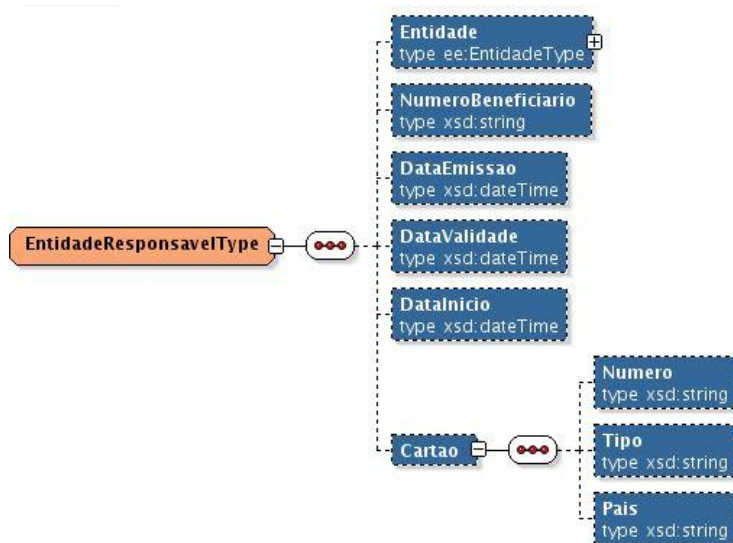 Entidade
type ee:EntidadeType
NumeroBeneficiario
type xsd:string
DataEmissao
type xsd:dateTime
DataValidade
type xsd:dateTime
EntidadeResponsavelType
DataInicio
type xsd:dateTime
Numero
type xsd:string
Cartao
Tipo
type xsd:string
Pais
type xsd:string